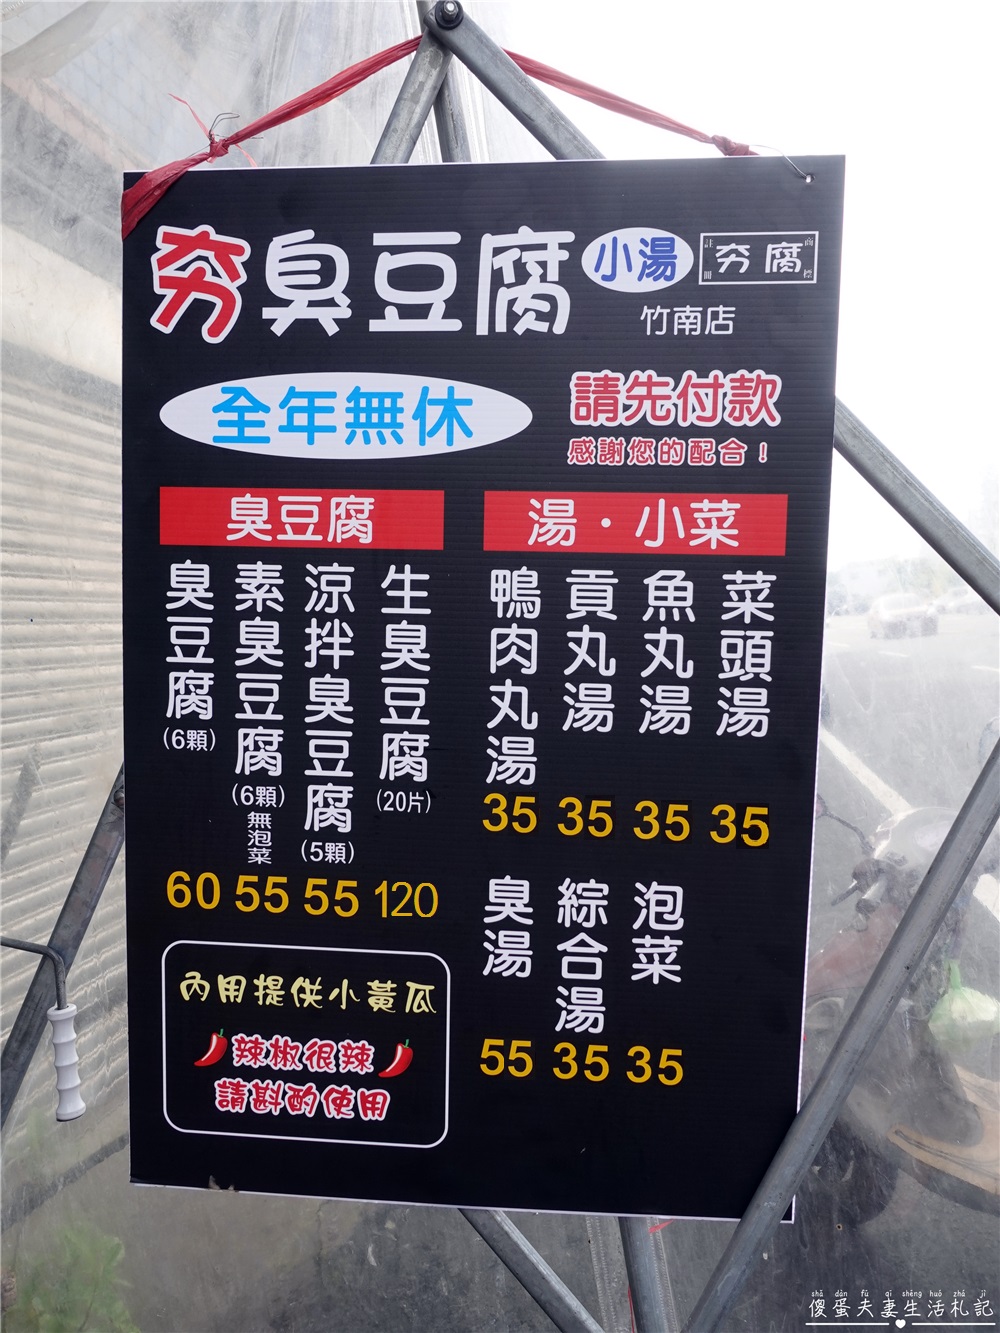 夯臭豆腐 小湯 註冊 夯腐 商標
竹南店
全年無休
請先付款
感謝您的配合！
臭豆腐
臭豆腐(6顆) 60
素臭豆腐(6顆)無泡菜 55
涼拌臭豆腐(5顆) 55
生臭豆腐(20片) 120
內用提供小黃瓜
辣椒很辣
請斟酌使用
湯・小菜
鴨肉丸湯 35
貢丸湯 35
魚丸湯 35
菜頭湯 35
臭湯 55
綜合湯 35
泡菜 35
shǎ dàn fū qī shēng huó zhá jì
傻蛋夫妻生活札記